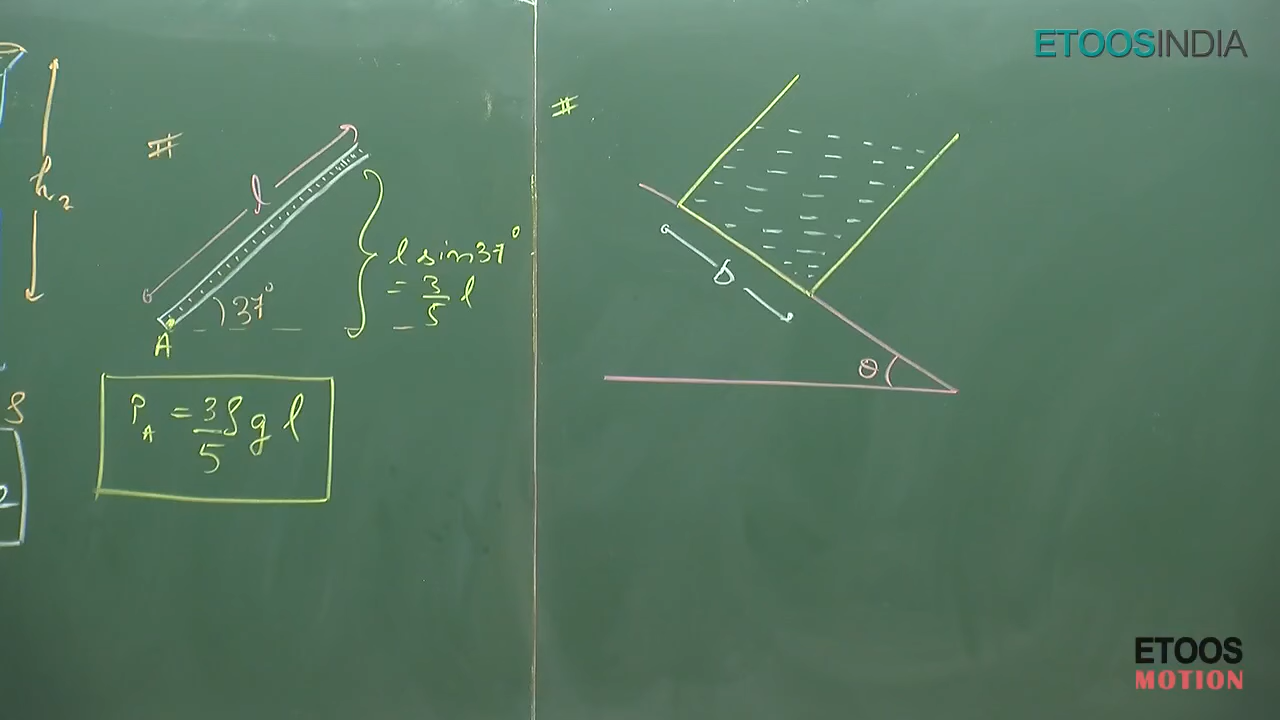 ETOOSINDIA
#
#
h₂
l
l sin37°
= 3/5 l
37°
A
b
θ
P_A = 3/5 ρ g l
ρ
ETOOS
MOTION